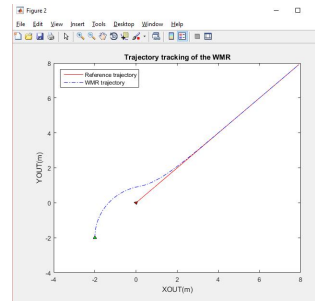 Figure 2
File Edit View Insert Tools Desktop Window Help
Trajectory tracking of the WMR
Reference trajectory
WMR trajectory
8
6
4
2
0
-2
-4
YOUT(m)
-4 -2 0 2 4 6 8
XOUT(m)